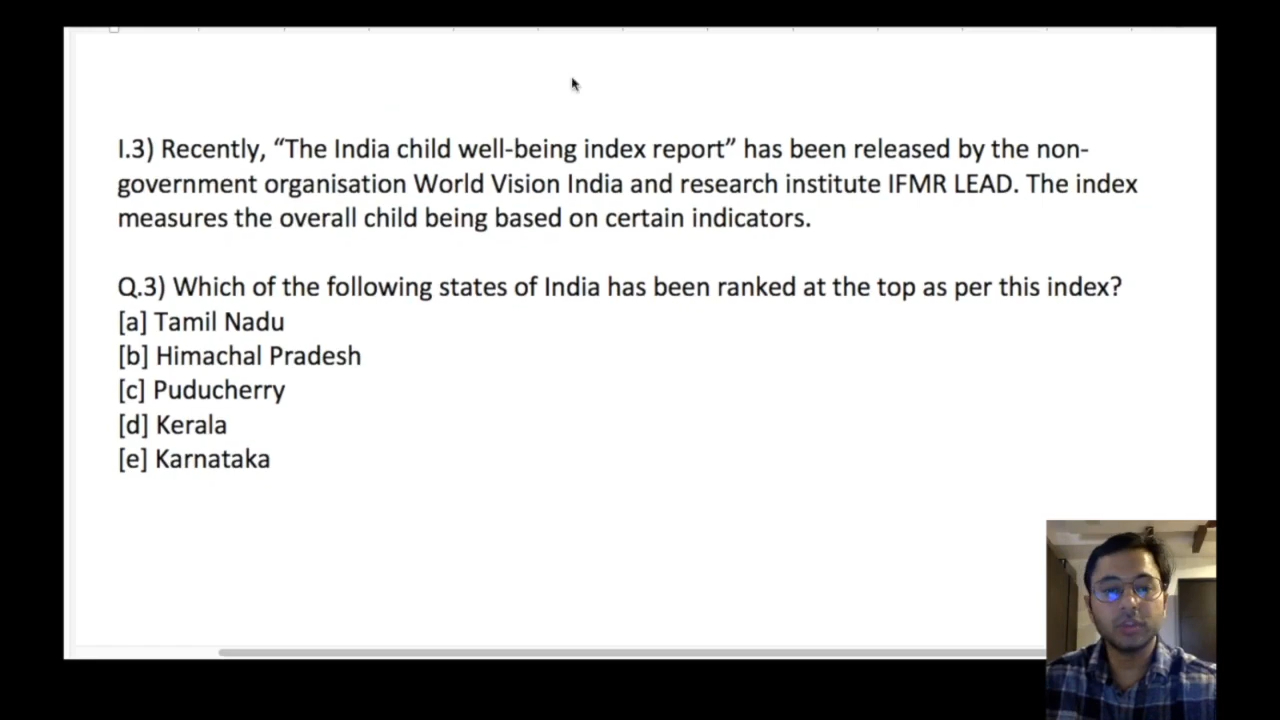 I.3) Recently, “The India child well-being index report” has been released by the non-
government organisation World Vision India and research institute IFMR LEAD. The index
measures the overall child being based on certain indicators.
Q.3) Which of the following states of India has been ranked at the top as per this index?
[a] Tamil Nadu
[b] Himachal Pradesh
[c] Puducherry
[d] Kerala
[e] Karnataka